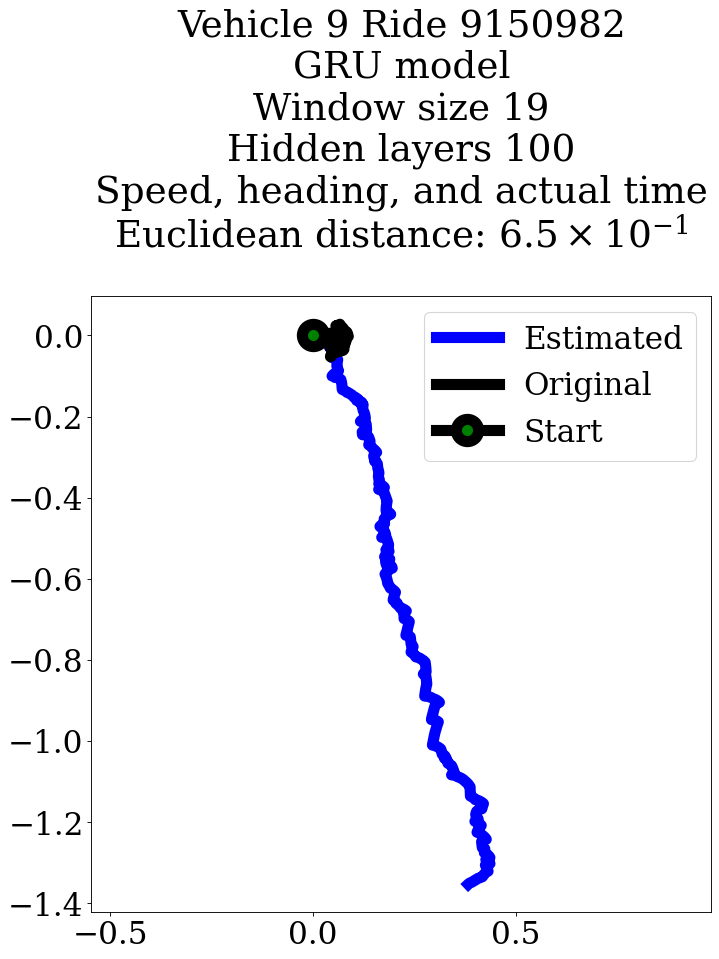 Vehicle 9 Ride 9150982
GRU model
Window size 19
Hidden layers 100
Speed, heading, and actual time
Euclidean distance: 6.5 × 10⁻¹
Estimated
Original
Start
0.0
−0.2
−0.4
−0.6
−0.8
−1.0
−1.2
−1.4
−0.5
0.0
0.5